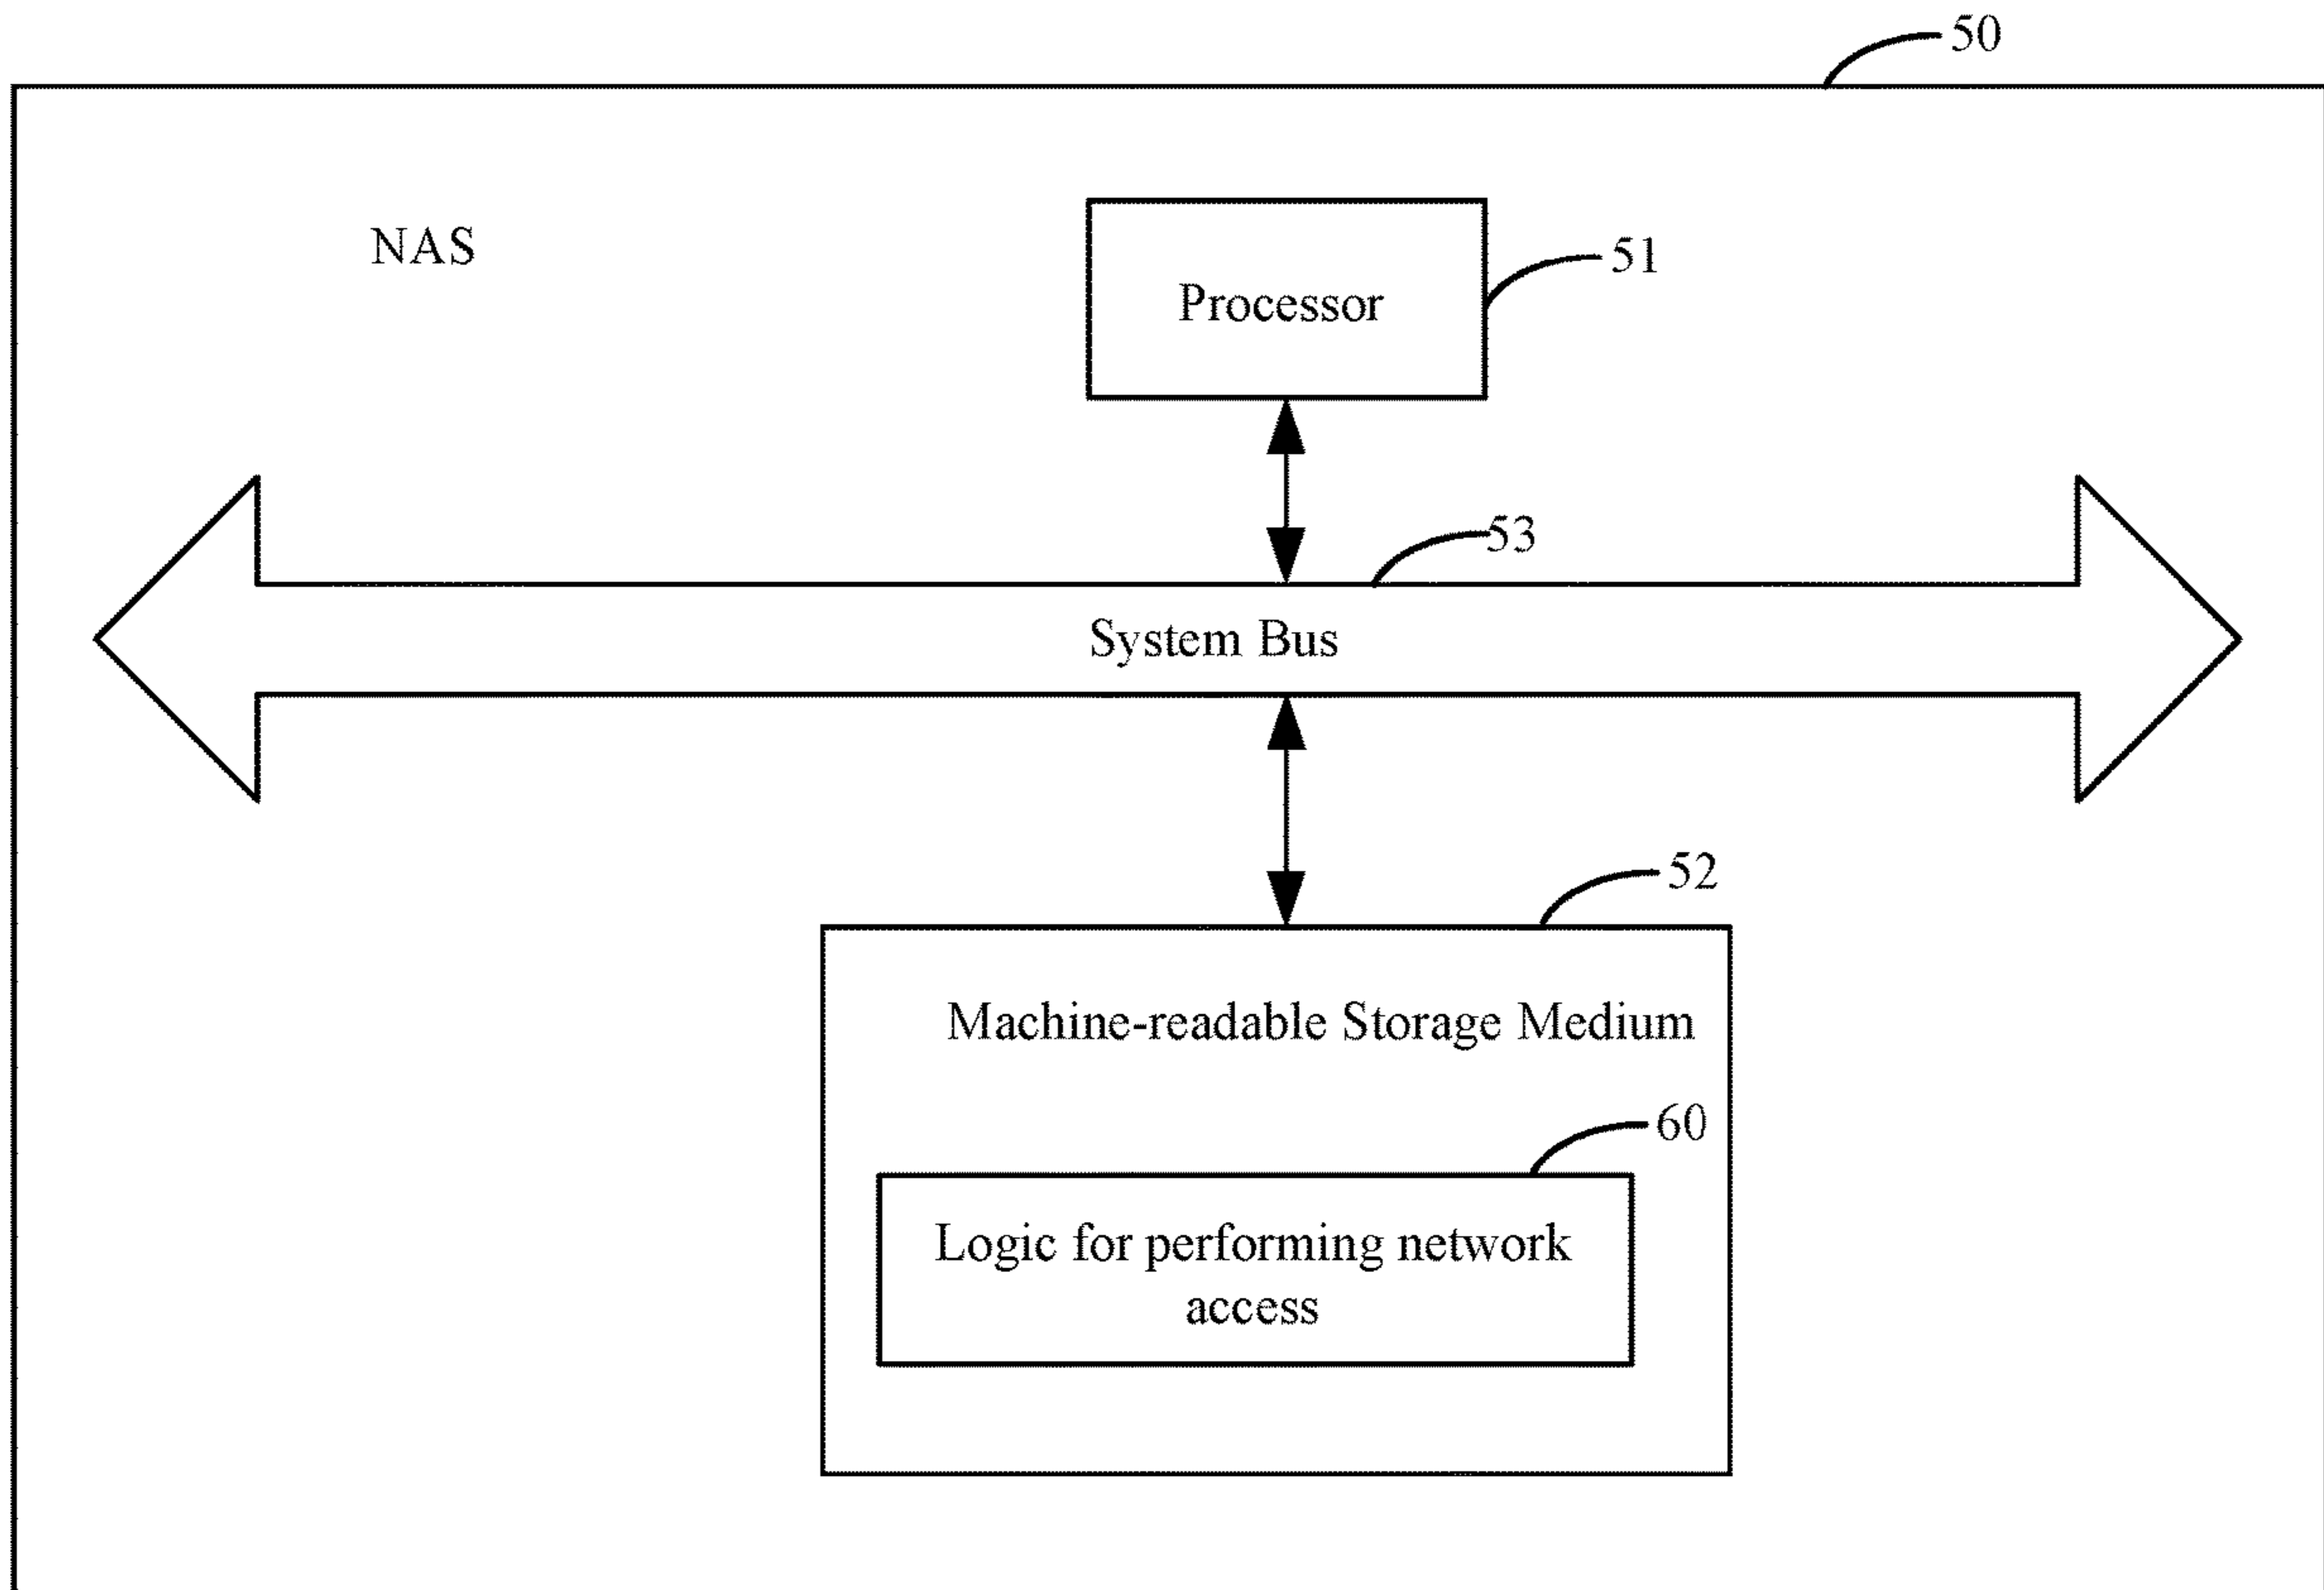 50
NAS
51
Processor
53
System Bus
52
Machine-readable Storage Medium
60
Logic for performing network
access